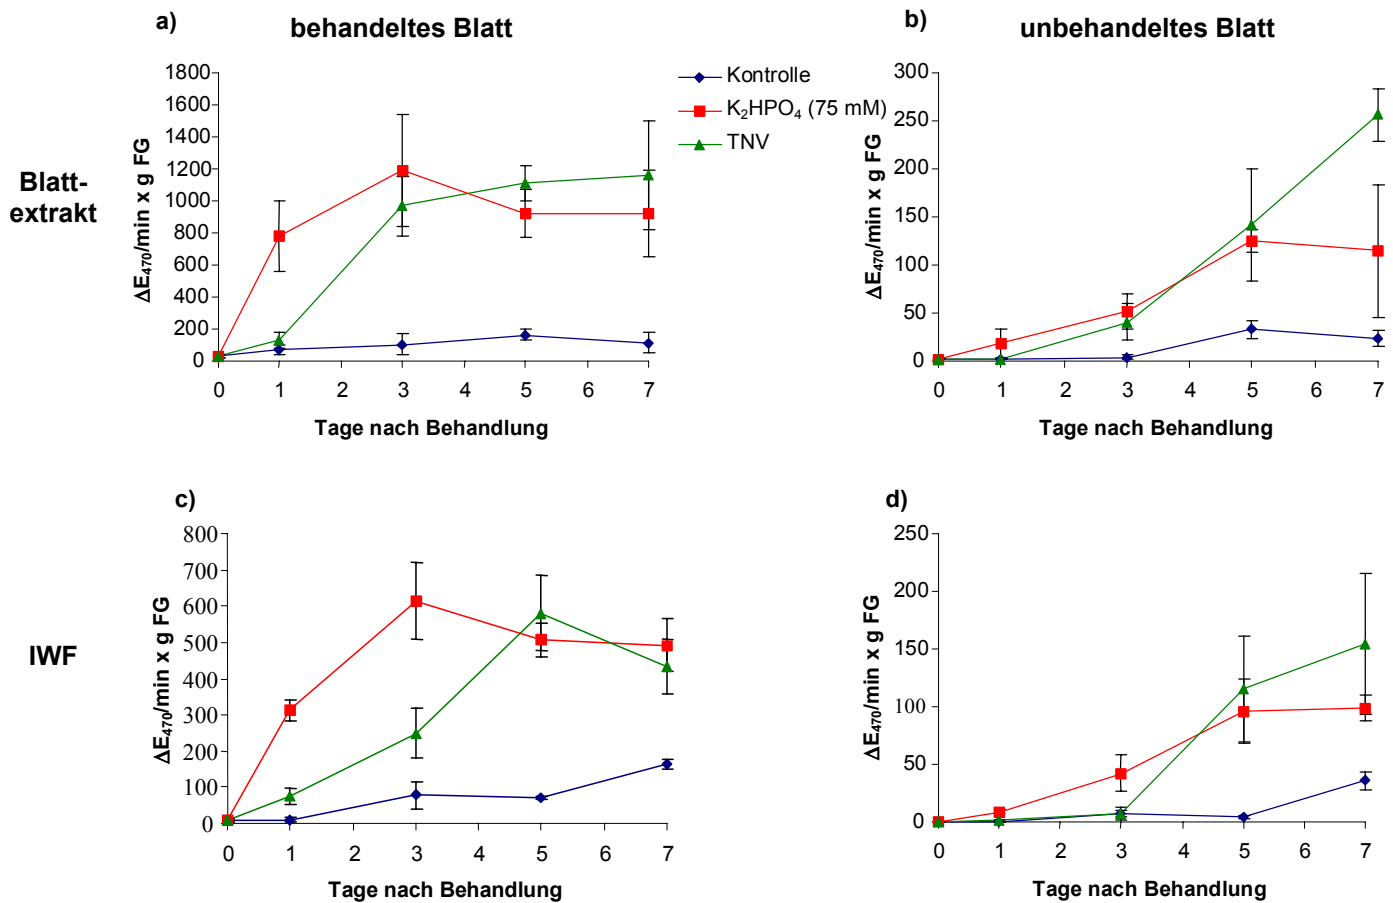 a)
behandeltes Blatt
b)
unbehandeltes Blatt
Kontrolle
K₂HPO₄ (75 mM)
TNV
Blatt-
extrakt
ΔE₄₇₀/min x g FG
1800
1600
1400
1200
1000
800
600
400
200
0
0 1 2 3 4 5 6 7
Tage nach Behandlung
ΔE₄₇₀/min x g FG
300
250
200
150
100
50
0
0 1 2 3 4 5 6 7
Tage nach Behandlung
c)
IWF
ΔE₄₇₀/min x g FG
800
700
600
500
400
300
200
100
0
0 1 2 3 4 5 6 7
Tage nach Behandlung
d)
ΔE₄₇₀/min x g FG
250
200
150
100
50
0
0 1 2 3 4 5 6 7
Tage nach Behandlung